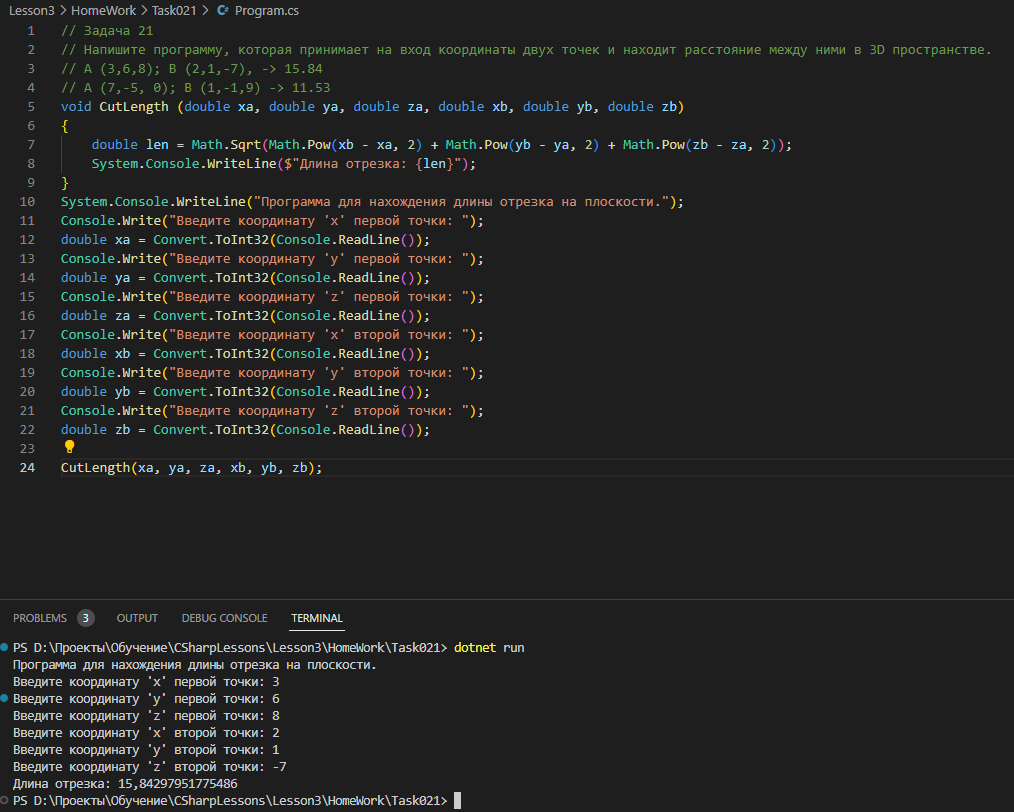 Lesson3 > HomeWork > Task021 > Program.cs
1 // Задача 21
2 // Напишите программу, которая принимает на вход координаты двух точек и находит расстояние между ними в 3D пространстве.
3 // A (3,6,8); B (2,1,-7), -> 15.84
4 // A (7,-5, 0); B (1,-1,9) -> 11.53
5 void CutLength (double xa, double ya, double za, double xb, double yb, double zb)
6 {
7 double len = Math.Sqrt(Math.Pow(xb - xa, 2) + Math.Pow(yb - ya, 2) + Math.Pow(zb - za, 2));
8 System.Console.WriteLine($"Длина отрезка: {len}");
9 }
10 System.Console.WriteLine("Программа для нахождения длины отрезка на плоскости.");
11 Console.Write("Введите координату 'x' первой точки: ");
12 double xa = Convert.ToInt32(Console.ReadLine());
13 Console.Write("Введите координату 'y' первой точки: ");
14 double ya = Convert.ToInt32(Console.ReadLine());
15 Console.Write("Введите координату 'z' первой точки: ");
16 double za = Convert.ToInt32(Console.ReadLine());
17 Console.Write("Введите координату 'x' второй точки: ");
18 double xb = Convert.ToInt32(Console.ReadLine());
19 Console.Write("Введите координату 'y' второй точки: ");
20 double yb = Convert.ToInt32(Console.ReadLine());
21 Console.Write("Введите координату 'z' второй точки: ");
22 double zb = Convert.ToInt32(Console.ReadLine());
23
24 CutLength(xa, ya, za, xb, yb, zb);
PROBLEMS 3 OUTPUT DEBUG CONSOLE TERMINAL
PS D:\Проекты\Обучение\CSharpLessons\Lesson3\HomeWork\Task021> dotnet run
Программа для нахождения длины отрезка на плоскости.
Введите координату 'x' первой точки: 3
Введите координату 'y' первой точки: 6
Введите координату 'z' первой точки: 8
Введите координату 'x' второй точки: 2
Введите координату 'y' второй точки: 1
Введите координату 'z' второй точки: -7
Длина отрезка: 15,84297951775486
PS D:\Проекты\Обучение\CSharpLessons\Lesson3\HomeWork\Task021>